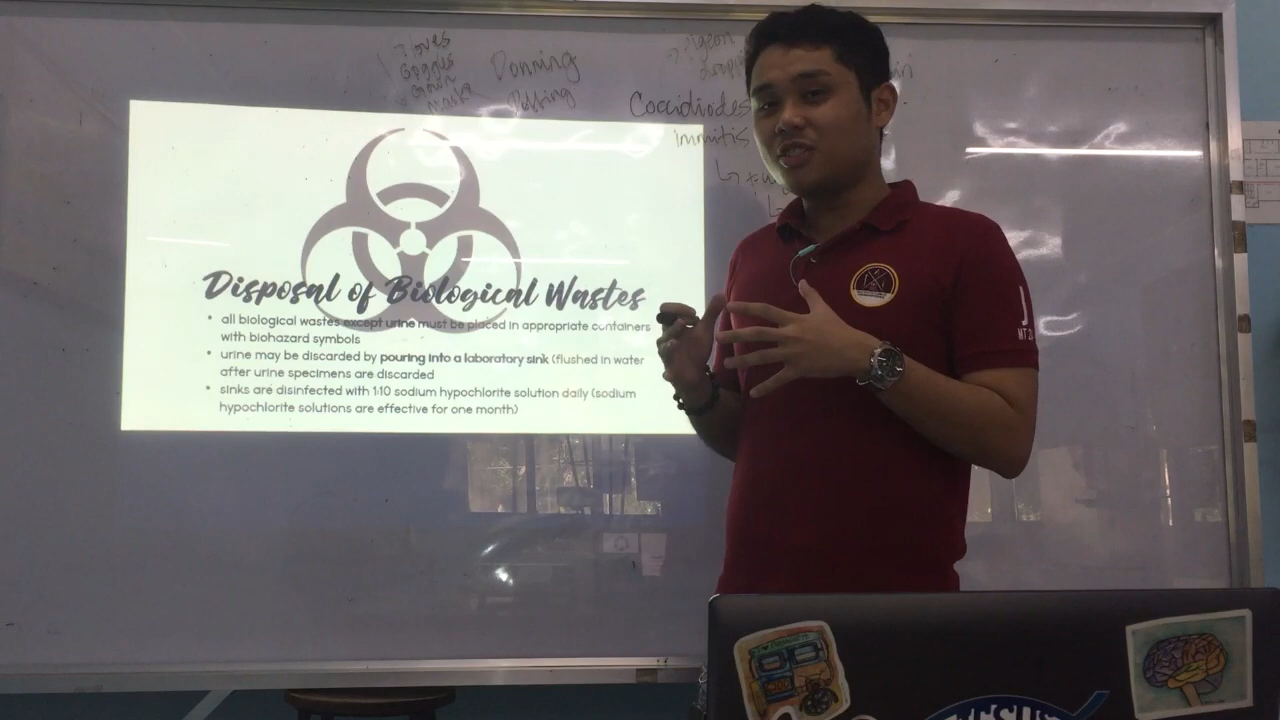 Gloves
Goggles
Gown
Mask
Donning
Doffing
Coccidiodes
immitis
Disposal of Biological Wastes
• all biological wastes except urine must be placed in appropriate containers
with biohazard symbols
• urine may be discarded by pouring into a laboratory sink (flushed in water
after urine specimens are discarded
• sinks are disinfected with 1:10 sodium hypochlorite solution daily (sodium
hypochlorite solutions are effective for one month)